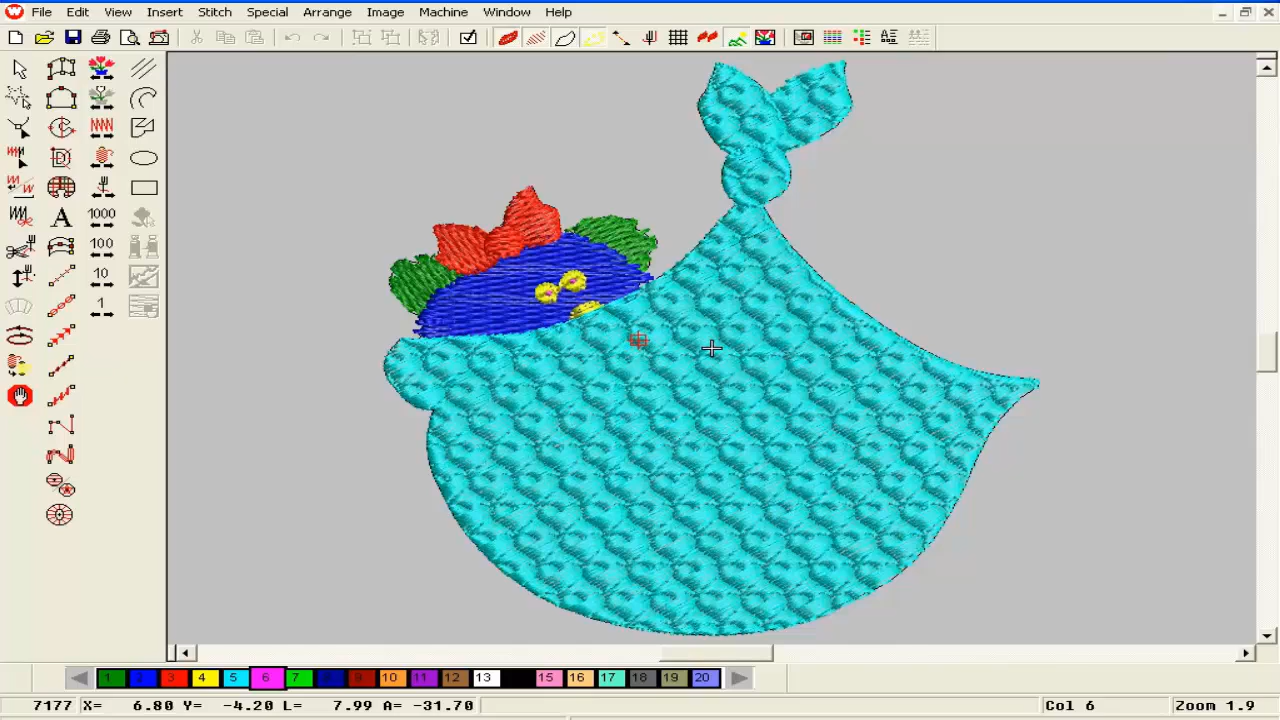 File Edit View Insert Stitch Special Arrange Image Machine Window Help
A
1000
100
10
1
1 2 3 4 5 6 7 8 9 10 11 12 13 15 16 17 18 19 20
7177 X= 6.80 Y= -4.20 L= 7.99 A= -31.70 Col 6 Zoom 1.9